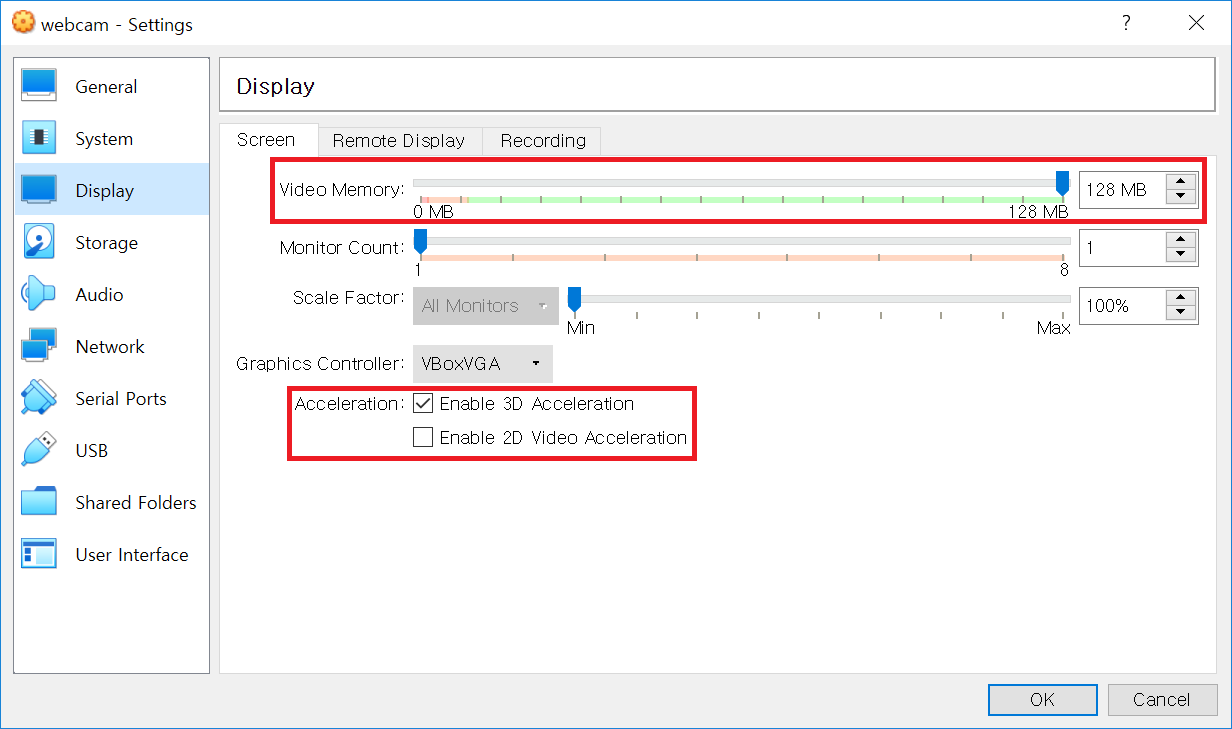 webcam - Settings
?
General
System
Display
Storage
Audio
Network
Serial Ports
USB
Shared Folders
User Interface
Display
Screen
Remote Display
Recording
Video Memory:
0 MB
128 MB
128 MB
Monitor Count:
1
8
1
Scale Factor:
All Monitors
Min
Max
100%
Graphics Controller:
VBoxVGA
Acceleration:
Enable 3D Acceleration
Enable 2D Video Acceleration
OK
Cancel